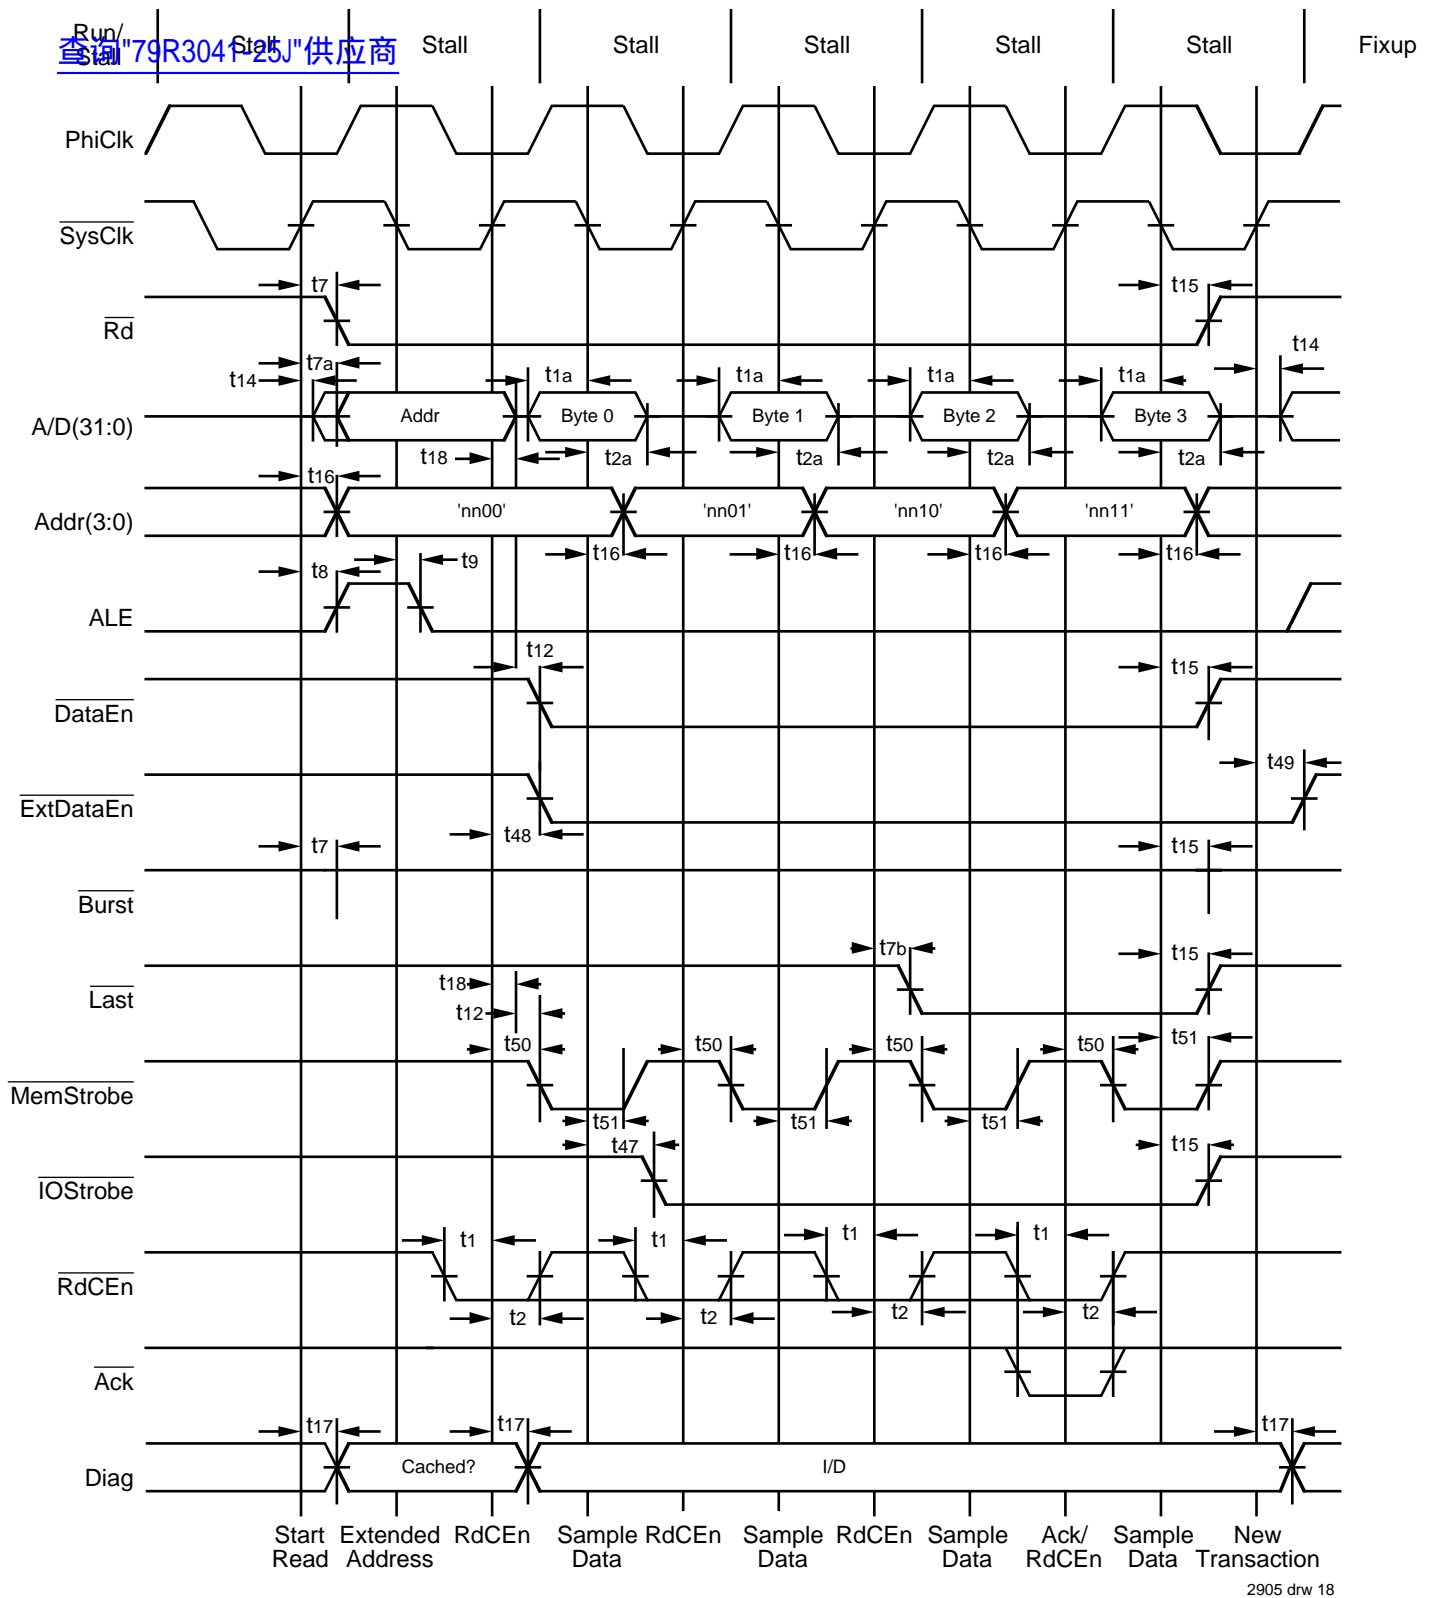 Run/ Stall Stall Stall Stall Stall Stall Stall Fixup
查询"79R3041-25J"供应商
PhiClk
SysClk
t7 t15
Rd
t7a t14
t14 t1a t1a t1a t1a
A/D(31:0) Addr Byte 0 Byte 1 Byte 2 Byte 3
t18 t2a t2a t2a t2a
t16
Addr(3:0) 'nn00' 'nn01' 'nn10' 'nn11'
t16 t16 t16 t16
t8 t9
ALE
t12 t15
DataEn
t49
ExtDataEn
t48
t7 t15
Burst
t7b t15
Last
t18
t12
t50 t50 t50 t50 t51
MemStrobe
t51 t51 t51
t47 t15
IOStrobe
t1 t1 t1 t1
RdCEn
t2 t2 t2 t2
Ack
t17 t17 t17
Diag Cached? I/D
Start Read
Extended Address
RdCEn
Sample Data
RdCEn
Sample Data
RdCEn
Sample Data
Ack/ RdCEn
Sample Data
New Transaction
2905 drw 18